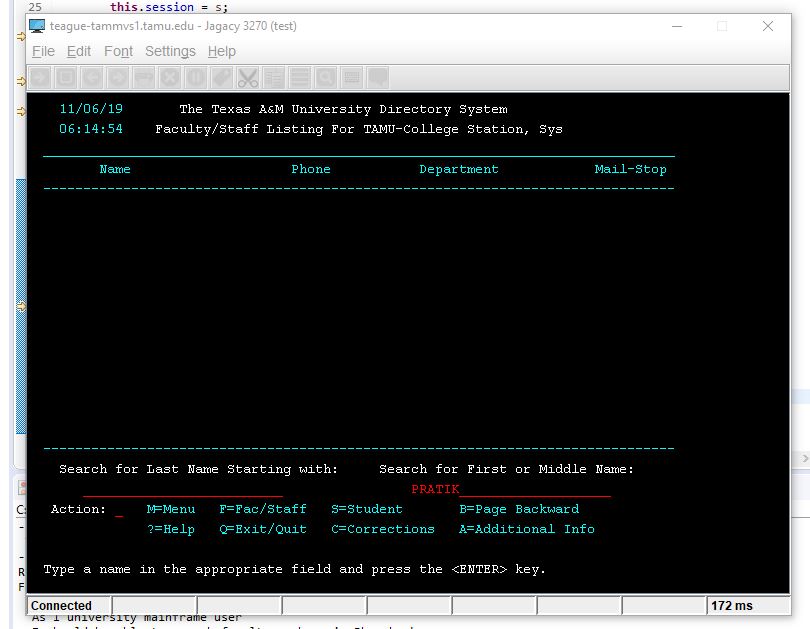 25 this.session = s;
teague-tammvs1.tamu.edu - Jagacy 3270 (test)
File Edit Font Settings Help
11/06/19 The Texas A&M University Directory System
06:14:54 Faculty/Staff Listing For TAMU-College Station, Sys
Name Phone Department Mail-Stop
Search for Last Name Starting with: Search for First or Middle Name:
PRATIK
Action: _ M=Menu F=Fac/Staff S=Student B=Page Backward
?=Help Q=Exit/Quit C=Corrections A=Additional Info
Type a name in the appropriate field and press the <ENTER> key.
Connected 172 ms
As I university mainframe user